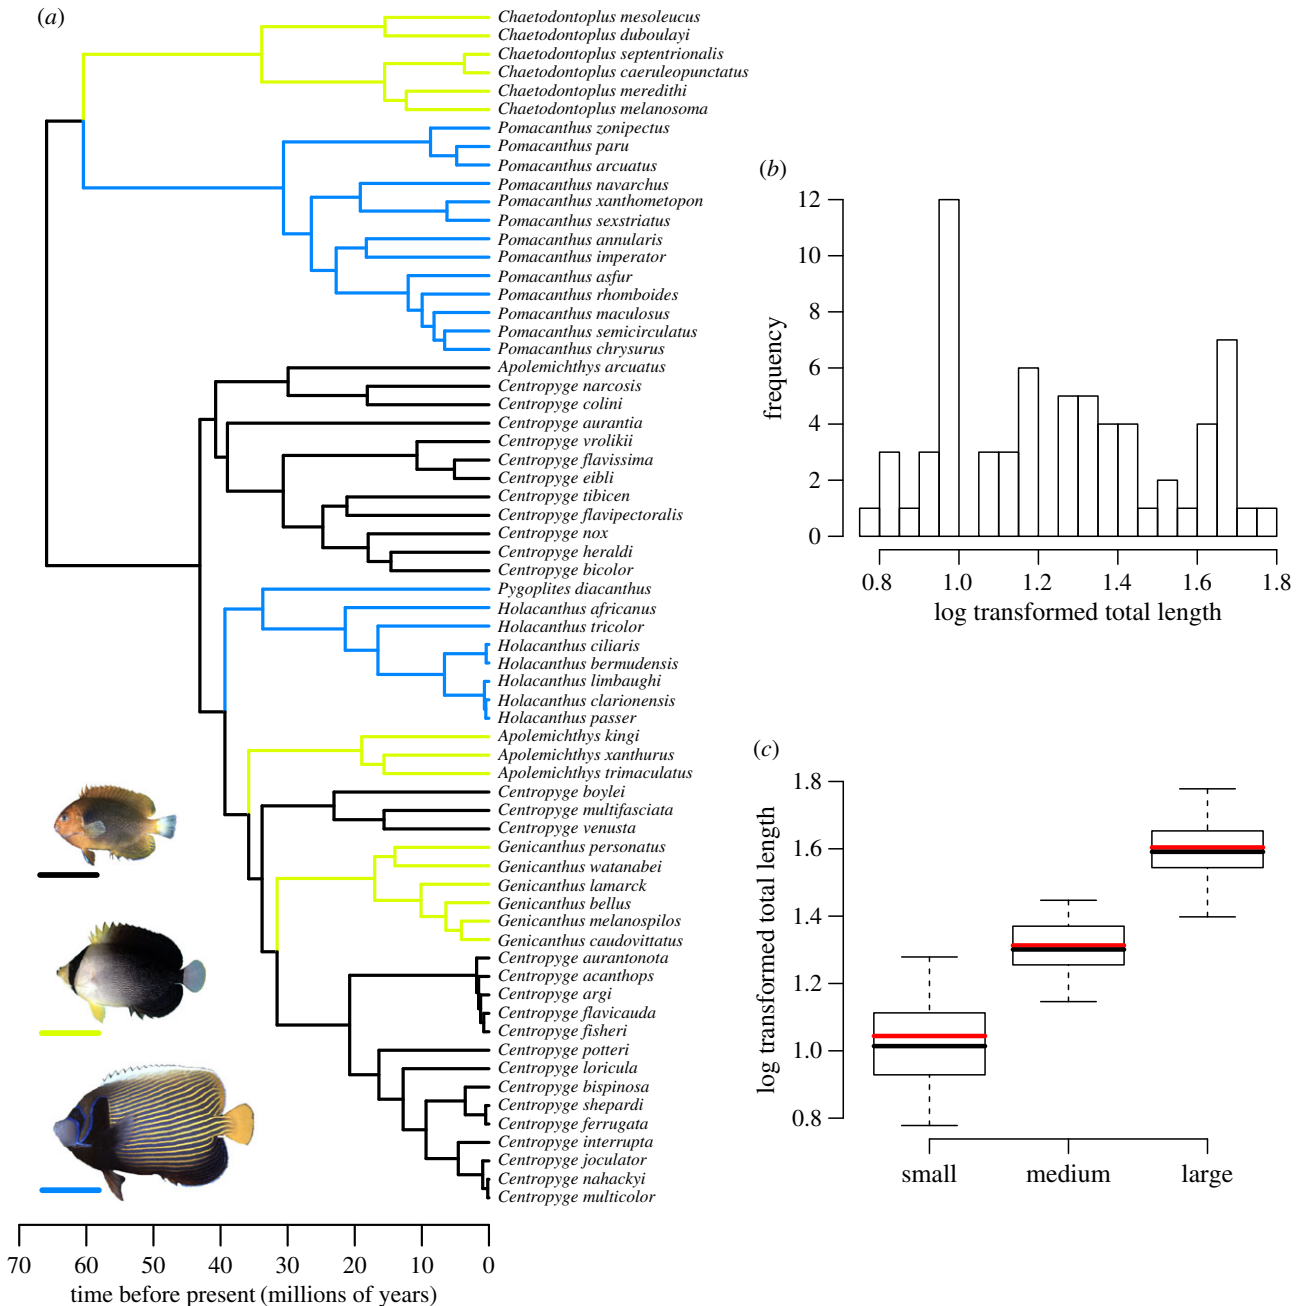 (a)
Chaetodontoplus mesoleucus
Chaetodontoplus duboulayi
Chaetodontoplus septentrionalis
Chaetodontoplus caeruleopunctatus
Chaetodontoplus meredithi
Chaetodontoplus melanosoma
Pomacanthus zonipectus
Pomacanthus paru
Pomacanthus arcuatus
Pomacanthus navarchus
Pomacanthus xanthometopon
Pomacanthus sexstriatus
Pomacanthus annularis
Pomacanthus imperator
Pomacanthus asfur
Pomacanthus rhomboides
Pomacanthus maculosus
Pomacanthus semicirculatus
Pomacanthus chrysurus
Apolemichthys arcuatus
Centropyge narcosis
Centropyge colini
Centropyge aurantia
Centropyge vrolikii
Centropyge flavissima
Centropyge eibli
Centropyge tibicen
Centropyge flavipectoralis
Centropyge nox
Centropyge heraldi
Centropyge bicolor
Pygoplites diacanthus
Holacanthus africanus
Holacanthus tricolor
Holacanthus ciliaris
Holacanthus bermudensis
Holacanthus limbaughi
Holacanthus clarionensis
Holacanthus passer
Apolemichthys kingi
Apolemichthys xanthurus
Apolemichthys trimaculatus
Centropyge boylei
Centropyge multifasciata
Centropyge venusta
Genicanthus personatus
Genicanthus watanabei
Genicanthus lamarck
Genicanthus bellus
Genicanthus melanospilos
Genicanthus caudovittatus
Centropyge aurantonota
Centropyge acanthops
Centropyge argi
Centropyge flavicauda
Centropyge fisheri
Centropyge potteri
Centropyge loricula
Centropyge bispinosa
Centropyge shepardi
Centropyge ferrugata
Centropyge interrupta
Centropyge joculator
Centropyge nahackyi
Centropyge multicolor
70 60 50 40 30 20 10 0
time before present (millions of years)
(b)
12
10
8
6
4
2
0
frequency
0.8 1.0 1.2 1.4 1.6 1.8
log transformed total length
(c)
1.8
1.6
1.4
1.2
1.0
0.8
log transformed total length
small medium large